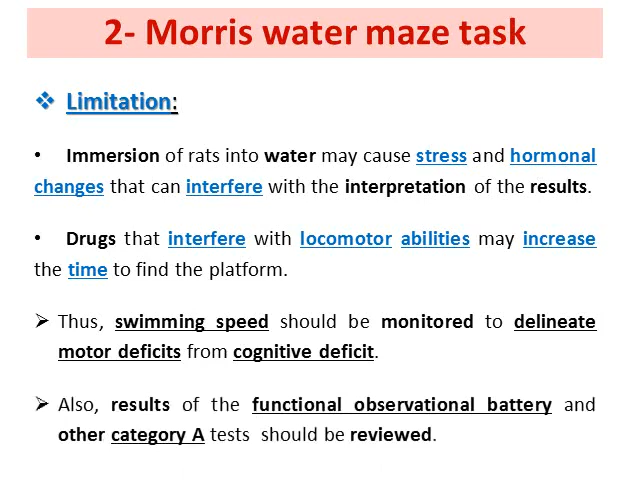 2- Morris water maze task
❖ Limitation:
• Immersion of rats into water may cause stress and hormonal
changes that can interfere with the interpretation of the results.
• Drugs that interfere with locomotor abilities may increase
the time to find the platform.
➢ Thus, swimming speed should be monitored to delineate
motor deficits from cognitive deficit.
➢ Also, results of the functional observational battery and
other category A tests should be reviewed.